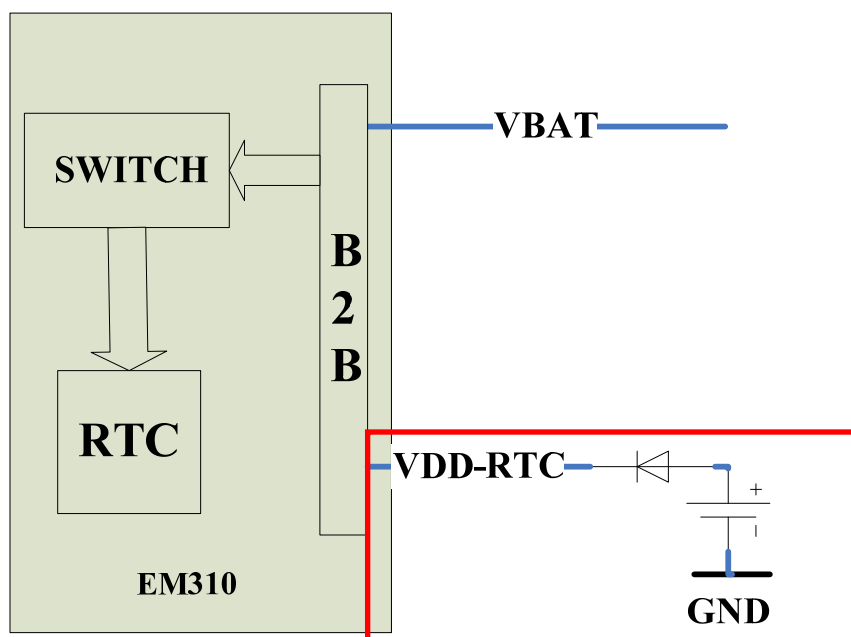 VBAT
SWITCH
B
2
B
RTC
VDD-RTC
+
-
EM310
GND